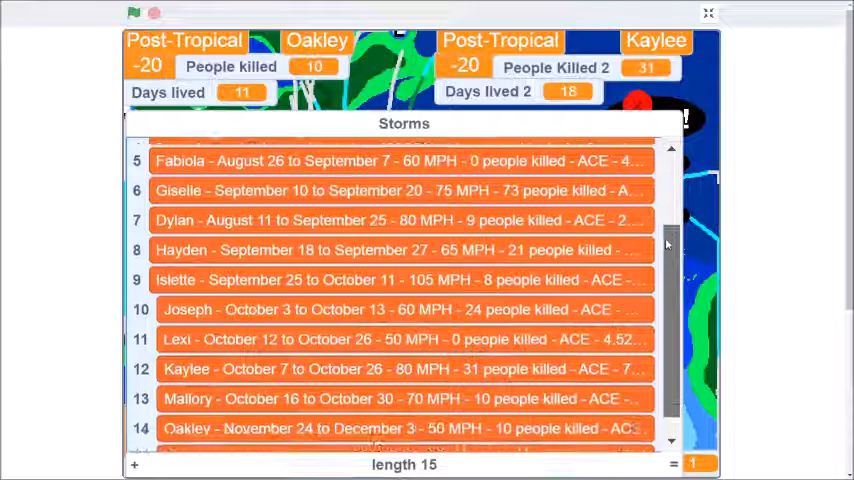 Post-Tropical Oakley Post-Tropical Kaylee
-20 People killed 10 -20 People Killed 2 31
Days lived 11 Days lived 2 18
!
Storms
5 Fabiola - August 26 to September 7 - 60 MPH - 0 people killed - ACE - 4...
6 Giselle - September 10 to September 20 - 75 MPH - 73 people killed - A...
7 Dylan - August 11 to September 25 - 80 MPH - 9 people killed - ACE - 2...
8 Hayden - September 18 to September 27 - 65 MPH - 21 people killed - ...
9 Islette - September 25 to October 11 - 105 MPH - 8 people killed - ACE -...
10 Joseph - October 3 to October 13 - 60 MPH - 24 people killed - ACE - ...
11 Lexi - October 12 to October 26 - 50 MPH - 0 people killed - ACE - 4.52...
12 Kaylee - October 7 to October 26 - 80 MPH - 31 people killed - ACE - 7...
13 Mallory - October 16 to October 30 - 70 MPH - 10 people killed - ACE -...
14 Oakley - November 24 to December 3 - 50 MPH - 10 people killed - ACE...
+ length 15 = 1